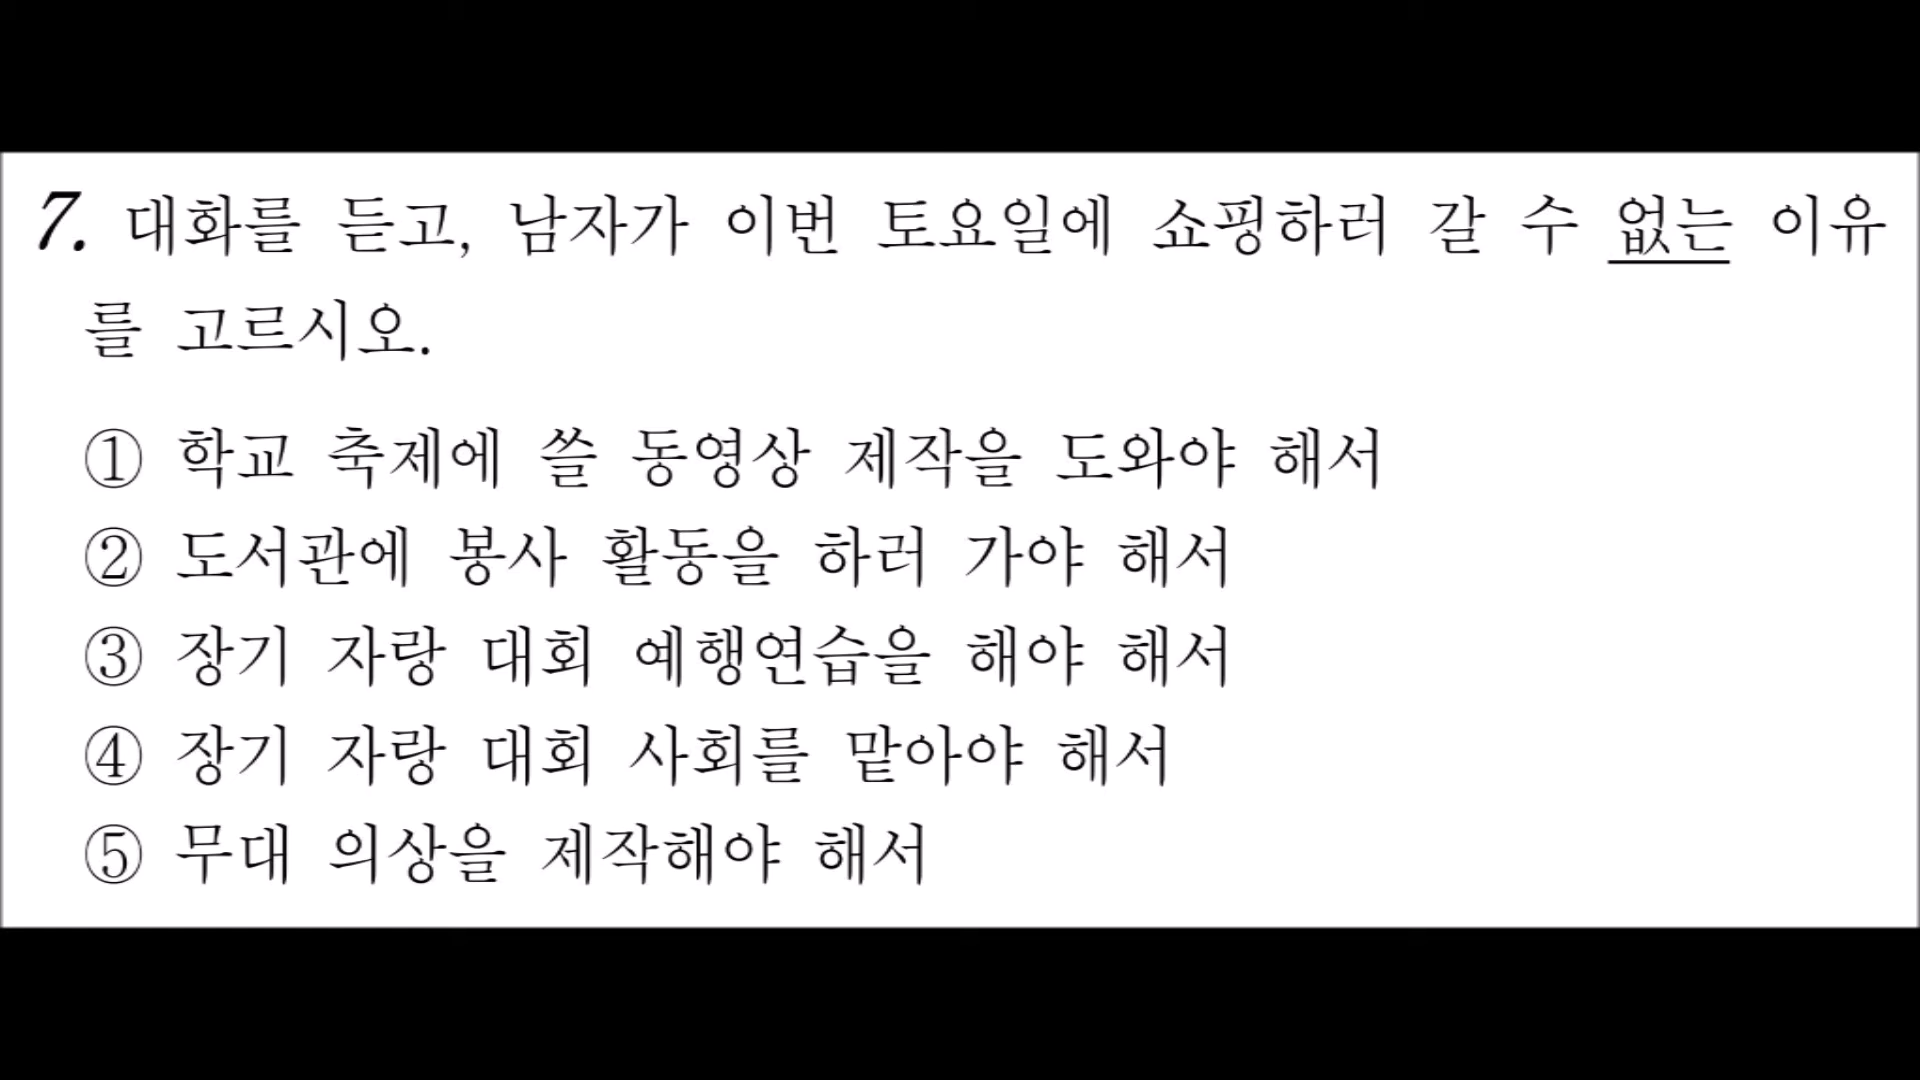 7. 대화를 듣고, 남자가 이번 토요일에 쇼핑하러 갈 수 없는 이유
를 고르시오.
① 학교 축제에 쓸 동영상 제작을 도와야 해서
② 도서관에 봉사 활동을 하러 가야 해서
③ 장기 자랑 대회 예행연습을 해야 해서
④ 장기 자랑 대회 사회를 맡아야 해서
⑤ 무대 의상을 제작해야 해서